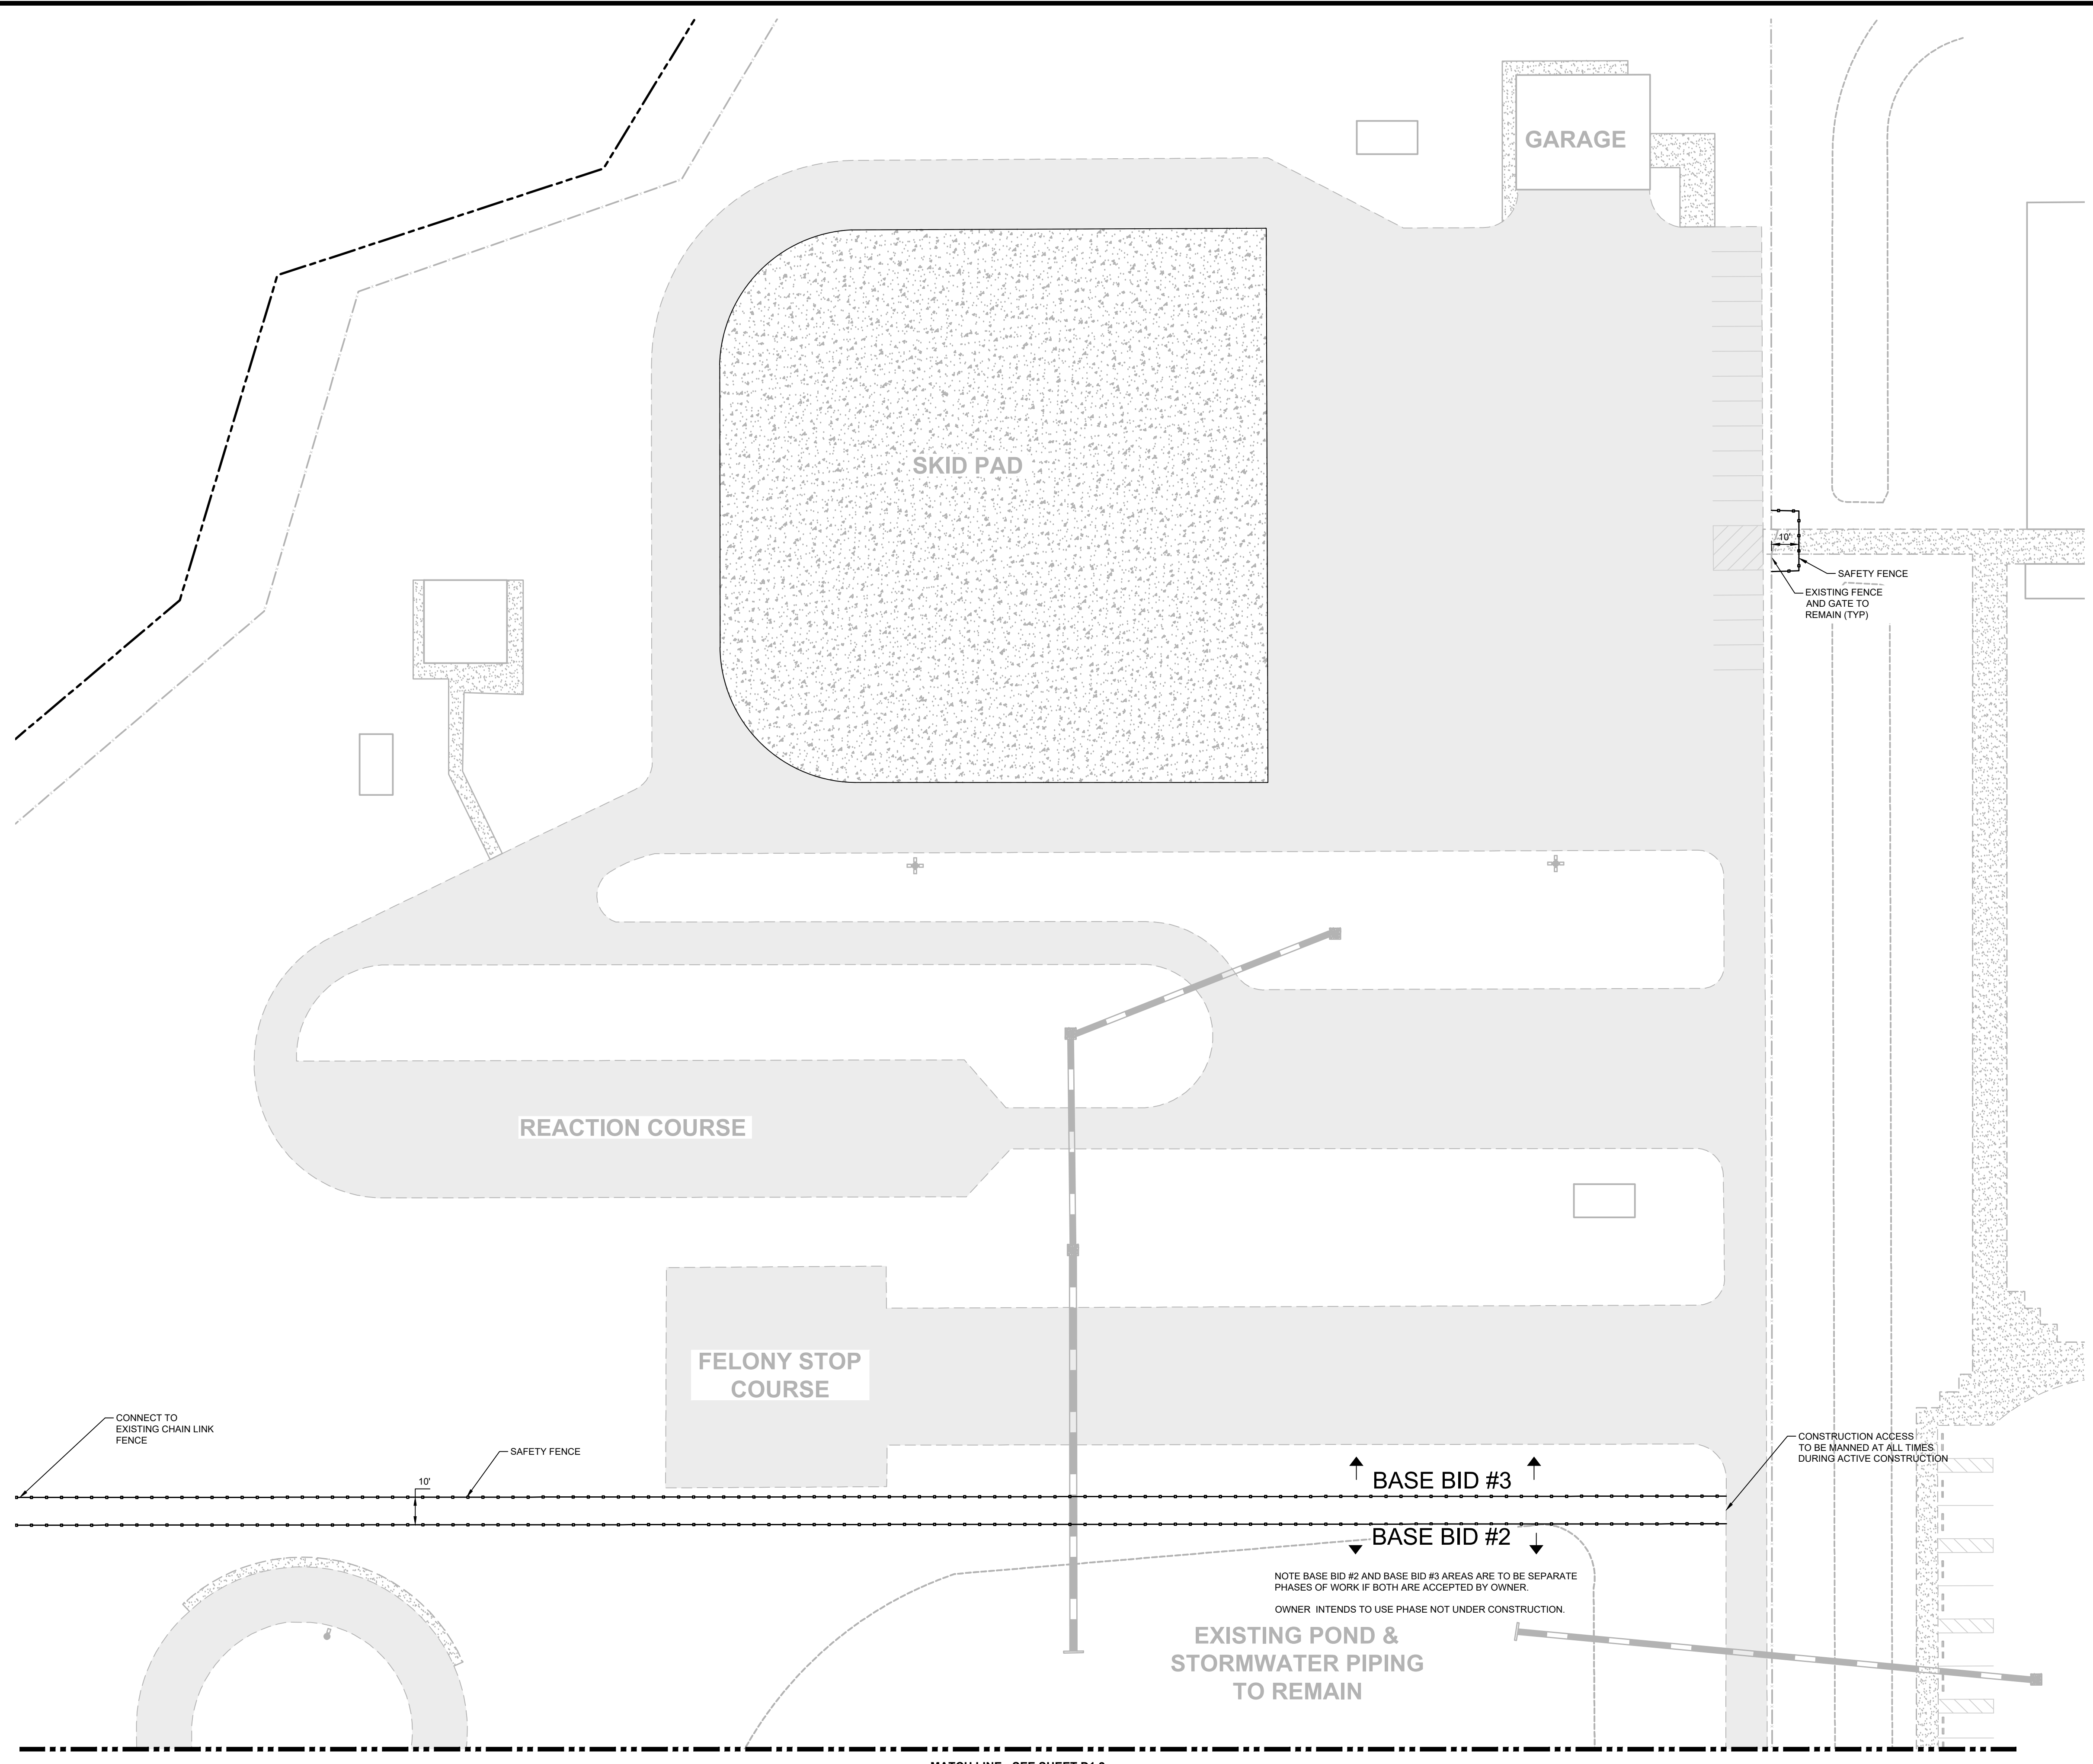 GARAGE
SKID PAD
10'
SAFETY FENCE
EXISTING FENCE
AND GATE TO
REMAIN (TYP)
REACTION COURSE
FELONY STOP
COURSE
CONNECT TO
EXISTING CHAIN LINK
FENCE
SAFETY FENCE
10'
CONSTRUCTION ACCESS
TO BE MANNED AT ALL TIMES
DURING ACTIVE CONSTRUCTION
BASE BID #3
BASE BID #2
NOTE BASE BID #2 AND BASE BID #3 AREAS ARE TO BE SEPARATE
PHASES OF WORK IF BOTH ARE ACCEPTED BY OWNER.
OWNER INTENDS TO USE PHASE NOT UNDER CONSTRUCTION.
EXISTING POND &
STORMWATER PIPING
TO REMAIN
MATCH LINE - SEE SHEET